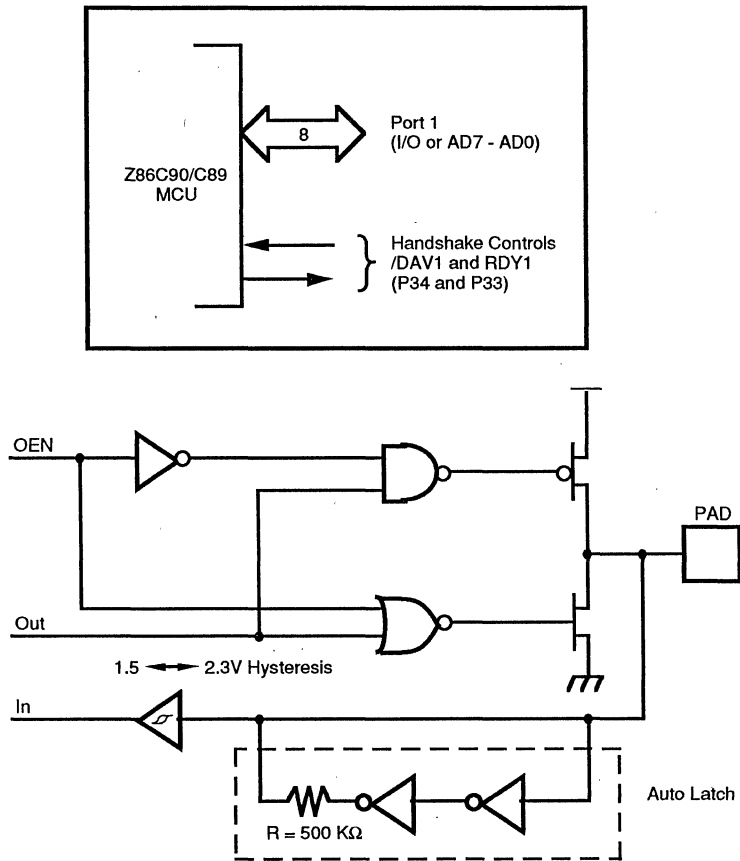 Z86C90/C89
MCU
8
Port 1
(I/O or AD7 - AD0)
Handshake Controls
/DAV1 and RDY1
(P34 and P33)
OEN
PAD
Out
1.5 2.3V Hysteresis
In
Auto Latch
R = 500 KΩ